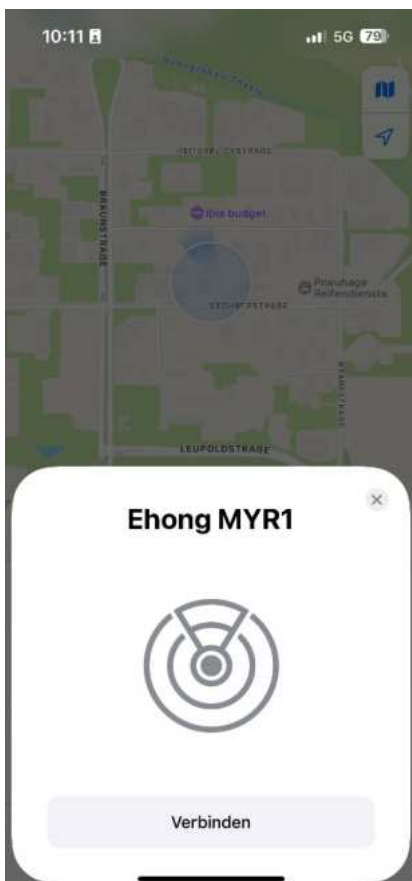 10:11
5G 79
BRAUNSTRAßE
ibis budget
Pneuhage
Reifendienste
LEUPOLDSTRAßE
Ehong MYR1
Verbinden